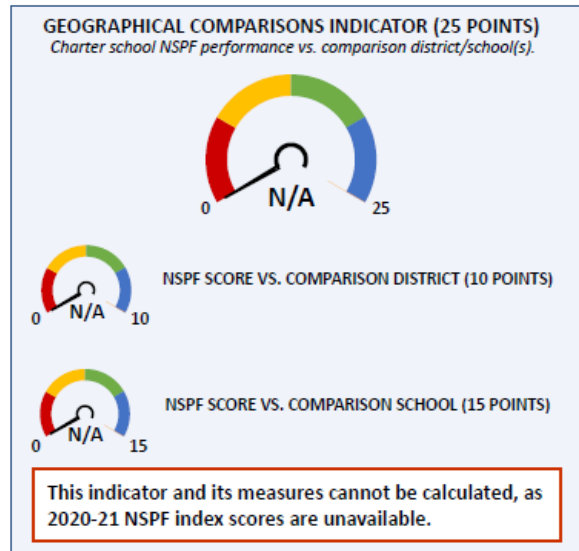 GEOGRAPHICAL COMPARISONS INDICATOR (25 POINTS)
Charter school NSPF performance vs. comparison district/school(s).
N/A
0
25
NSPF SCORE VS. COMPARISON DISTRICT (10 POINTS)
N/A
0
10
NSPF SCORE VS. COMPARISON SCHOOL (15 POINTS)
N/A
0
15
This indicator and its measures cannot be calculated, as
2020-21 NSPF index scores are unavailable.